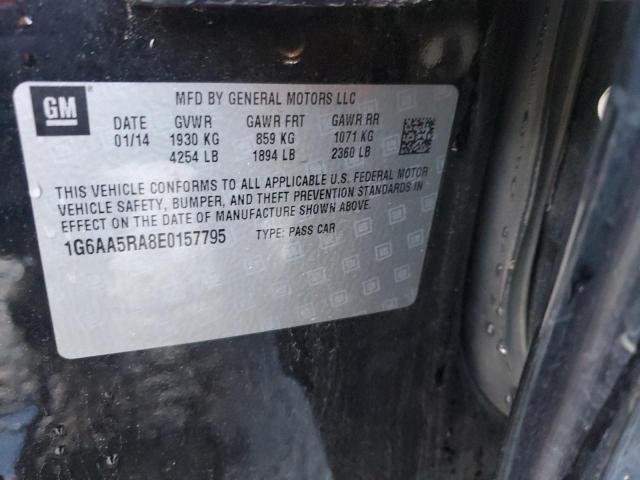 GM
MFD BY GENERAL MOTORS LLC
DATE GVWR GAWR FRT GAWR RR
01/14 1930 KG 859 KG 1071 KG
4254 LB 1894 LB 2360 LB
THIS VEHICLE CONFORMS TO ALL APPLICABLE U.S. FEDERAL MOTOR
VEHICLE SAFETY, BUMPER, AND THEFT PREVENTION STANDARDS IN
EFFECT ON THE DATE OF MANUFACTURE SHOWN ABOVE.
1G6AA5RA8E0157795 TYPE: PASS CAR